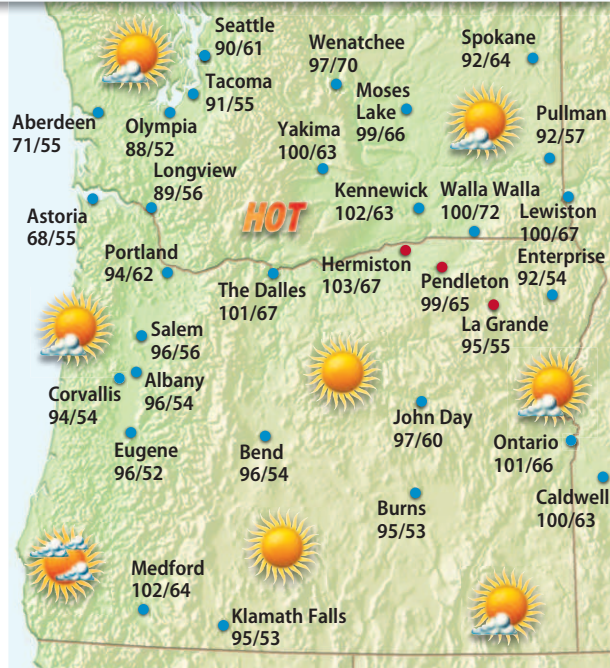 Seattle
90/61
Wenatchee
97/70
Spokane
92/64
Tacoma
91/55
Moses
Lake
99/66
Aberdeen
71/55
Olympia
88/52
Yakima
100/63
Pullman
92/57
Longview
89/56
Kennewick
102/63
Walla Walla
100/72
Lewiston
100/67
Astoria
68/55
HOT
Portland
94/62
The Dalles
101/67
Hermiston
103/67
Pendleton
99/65
Enterprise
92/54
La Grande
95/55
Salem
96/56
Corvallis
94/54
Albany
96/54
John Day
97/60
Eugene
96/52
Bend
96/54
Ontario
101/66
Burns
95/53
Caldwell
100/63
Medford
102/64
Klamath Falls
95/53